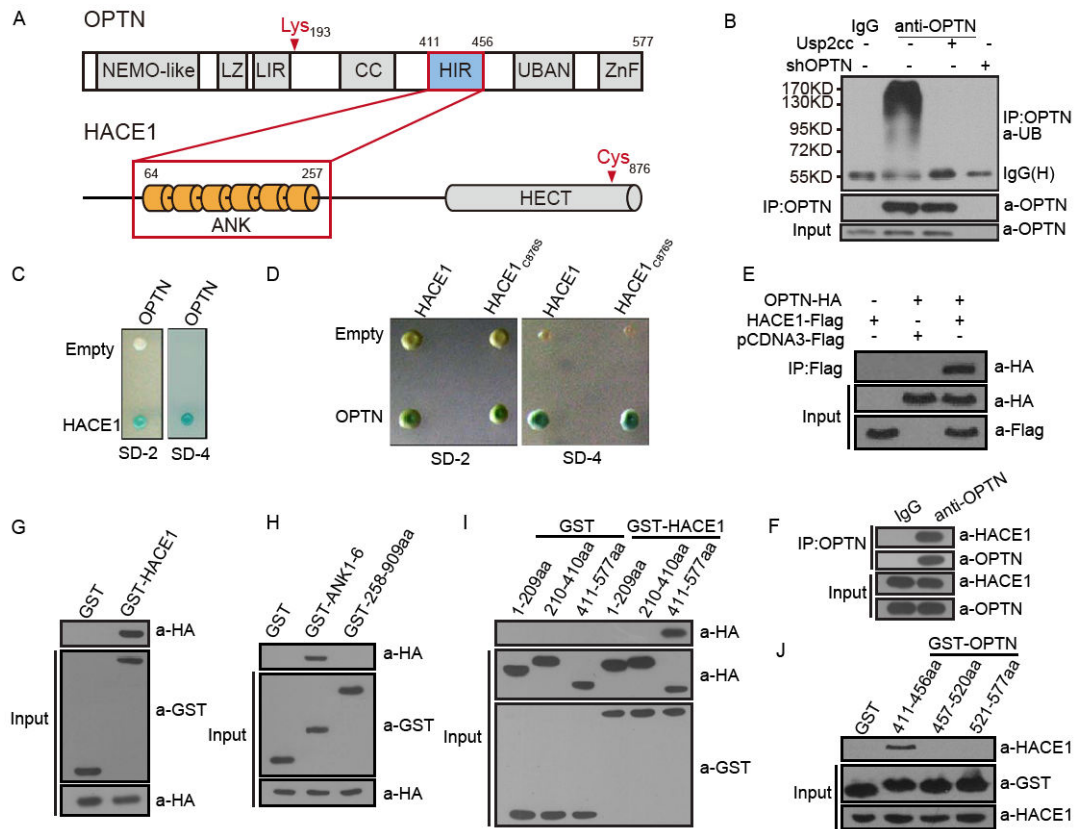 A
OPTN
Lys193
411
456
577
NEMO-like
LZ
LIR
CC
HIR
UBAN
ZnF
HACE1
64
257
Cys876
ANK
HECT
B
IgG anti-OPTN
Usp2cc - - + -
shOPTN - - - +
170KD
130KD
95KD
72KD
55KD
IP:OPTN
a-UB
IgG(H)
IP:OPTN a-OPTN
Input a-OPTN
C
OPTN OPTN
Empty
HACE1
SD-2 SD-4
D
HACE1 HACE1C876S HACE1 HACE1C876S
Empty
OPTN
SD-2 SD-4
E
OPTN-HA - + +
HACE1-Flag + - +
pCDNA3-Flag - + -
IP:Flag a-HA
a-HA
Input
a-Flag
F
IgG anti-OPTN
IP:OPTN
a-HACE1
a-OPTN
Input
a-HACE1
a-OPTN
G
GST GST-HACE1
a-HA
Input
a-GST
a-HA
H
GST GST-ANK1-6 GST-258-909aa
a-HA
Input
a-GST
a-HA
I
GST GST-HACE1
1-209aa 210-410aa 411-577aa 1-209aa 210-410aa 411-577aa
a-HA
a-HA
Input
a-GST
J
GST-OPTN
GST 411-456aa 457-520aa 521-577aa
a-HACE1
Input
a-GST
a-HACE1